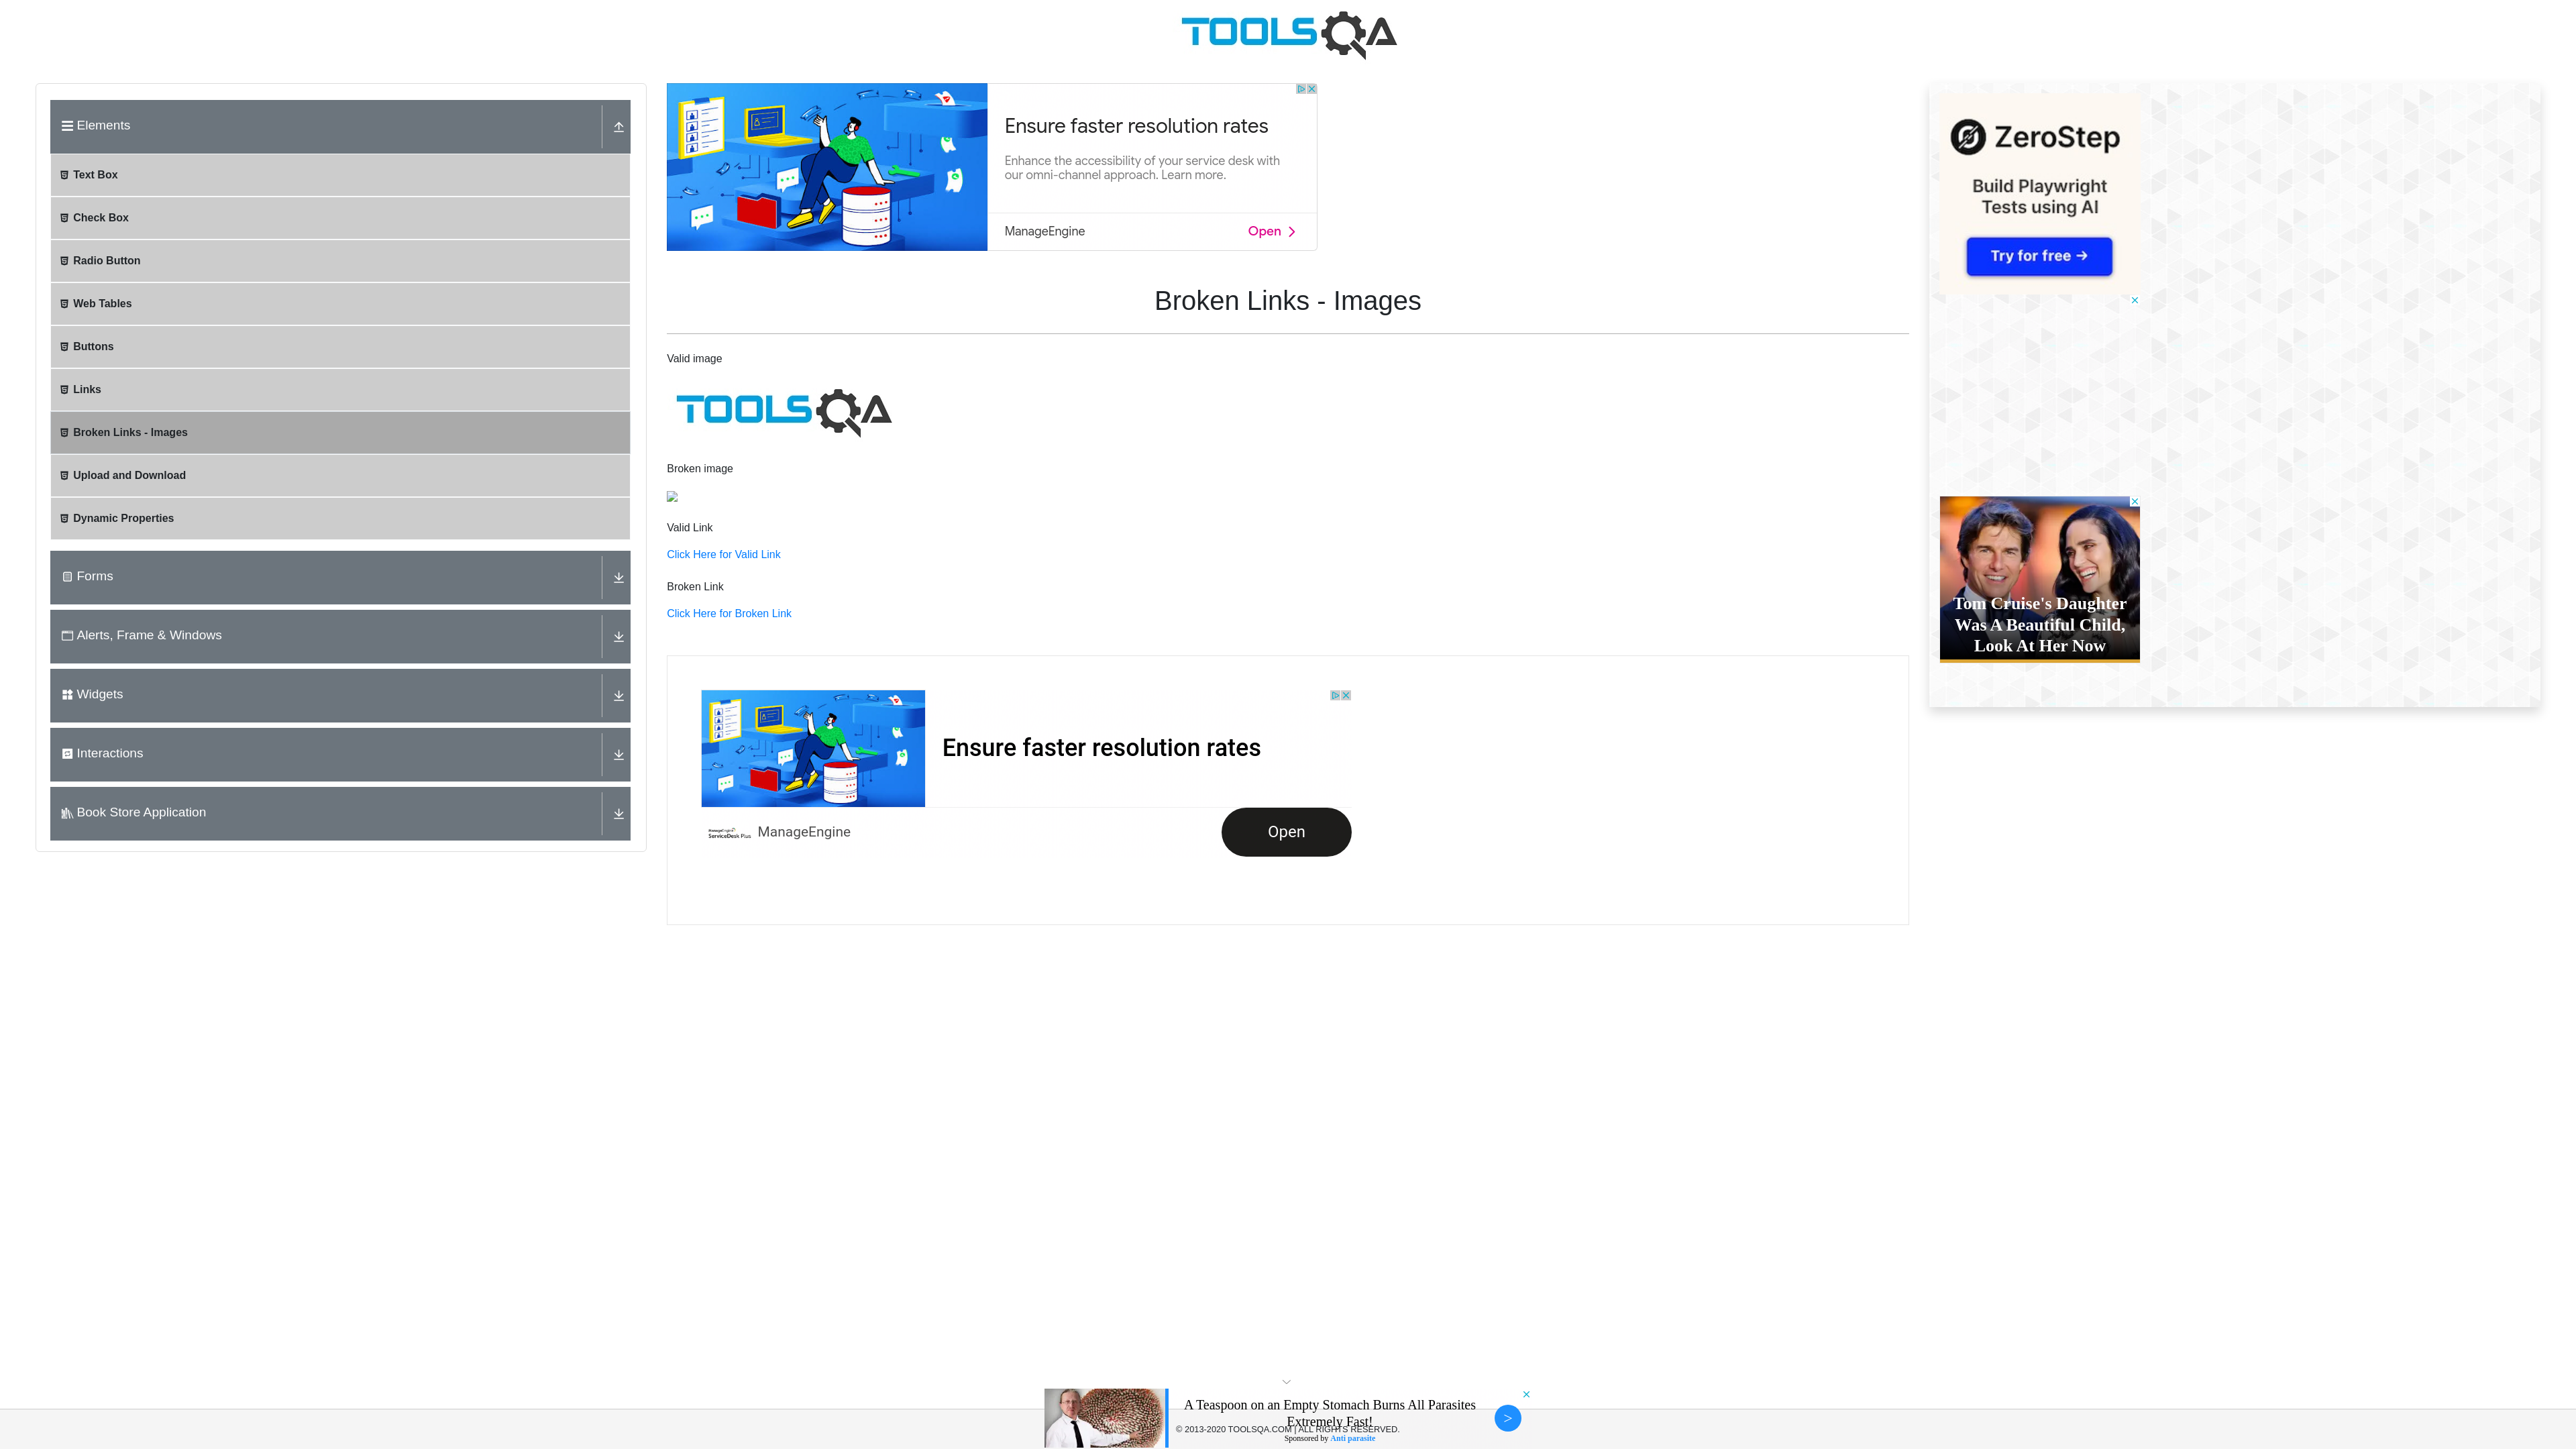 TOOLSQA
Elements
Text Box
Check Box
Radio Button
Web Tables
Buttons
Links
Broken Links - Images
Upload and Download
Dynamic Properties
Forms
Alerts, Frame & Windows
Widgets
Interactions
Book Store Application
Ensure faster resolution rates
Enhance the accessibility of your service desk with
our omni-channel approach. Learn more.
ManageEngine
Open
Broken Links - Images
Valid image
TOOLSQA
Broken image
Valid Link
Click Here for Valid Link
Broken Link
Click Here for Broken Link
Ensure faster resolution rates
ManageEngine
ServiceDesk Plus
ManageEngine
Open
ZeroStep
Build Playwright
Tests using AI
Try for free →
Tom Cruise's Daughter
Was A Beautiful Child,
Look At Her Now
A Teaspoon on an Empty Stomach Burns All Parasites
Extremely Fast!
>
© 2013-2020 TOOLSQA.COM | ALL RIGHTS RESERVED.
Sponsored by Anti parasite